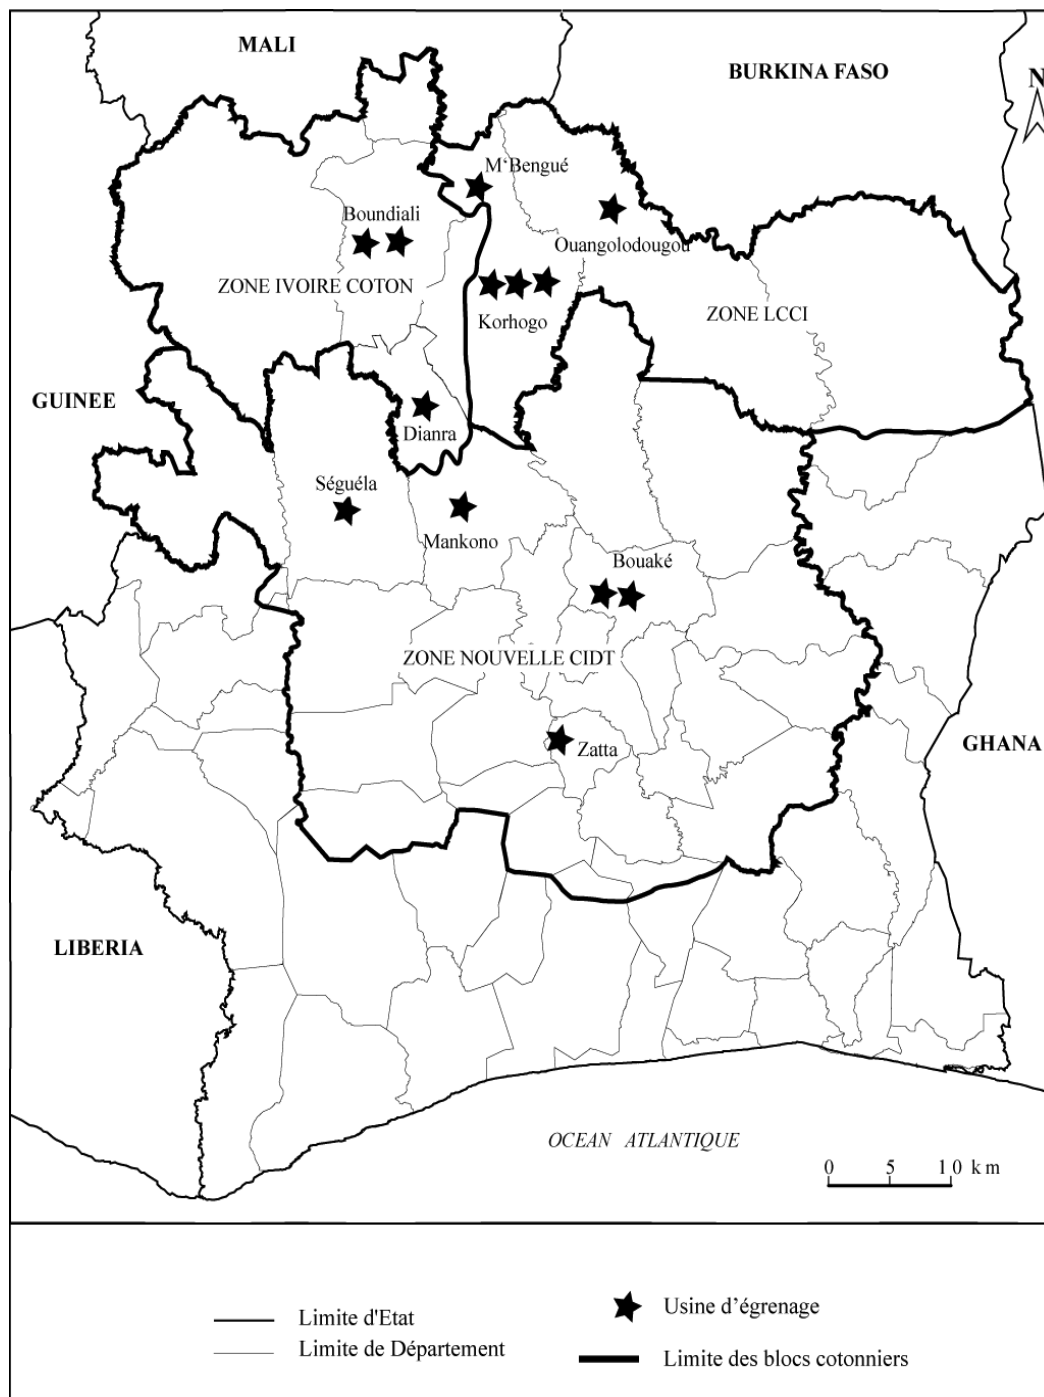 MALI
BURKINA FASO
N
M'Bengué
Boundiali
Ouangolodougou
ZONE IVOIRE COTON
ZONE LCCI
Korhogo
GUINEE
Dianra
Séguéla
Mankono
Bouaké
ZONE NOUVELLE CIDT
GHANA
Zatta
LIBERIA
OCEAN ATLANTIQUE
0 5 10 km
Limite d'Etat
Usine d'égrenage
Limite de Département
Limite des blocs cotonniers